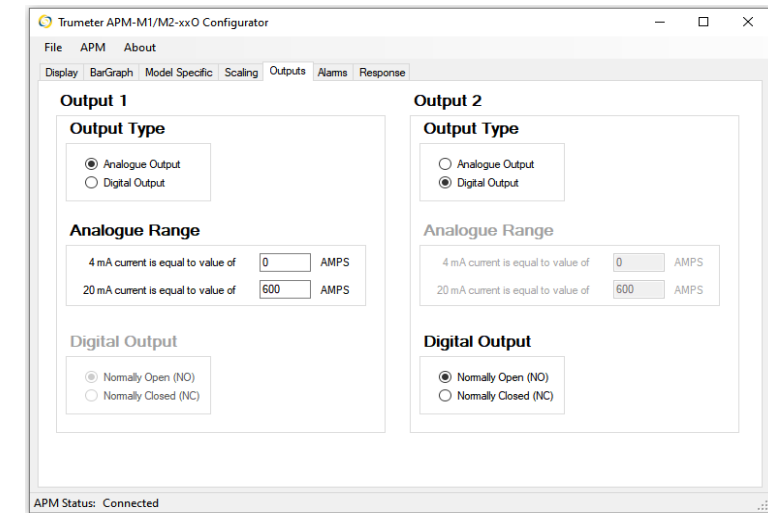 Trumeter APM-M1/M2-xxO Configurator
File APM About
Display BarGraph Model Specific Scaling Outputs Alarms Response
Output 1
Output Type
Analogue Output
Digital Output
Analogue Range
4 mA current is equal to value of 0 AMPS
20 mA current is equal to value of 600 AMPS
Digital Output
Normally Open (NO)
Normally Closed (NC)
Output 2
Output Type
Analogue Output
Digital Output
Analogue Range
4 mA current is equal to value of 0 AMPS
20 mA current is equal to value of 600 AMPS
Digital Output
Normally Open (NO)
Normally Closed (NC)
APM Status: Connected